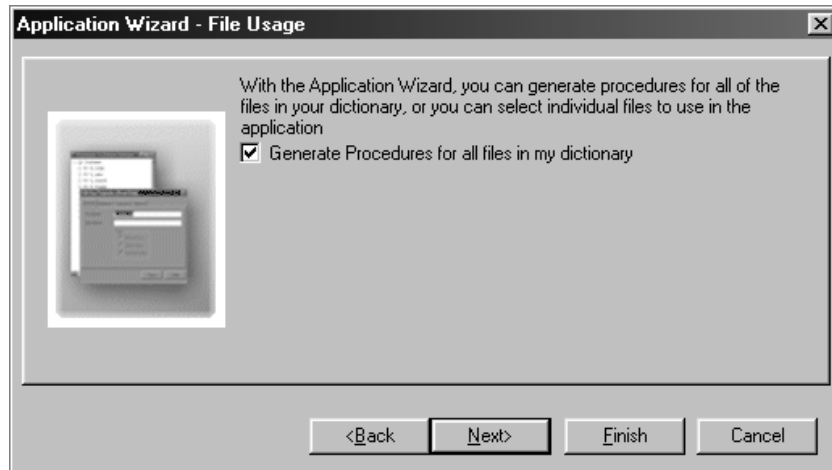 Application Wizard - File Usage
With the Application Wizard, you can generate procedures for all of the
files in your dictionary, or you can select individual files to use in the
application
Generate Procedures for all files in my dictionary
<Back
Next>
Finish
Cancel